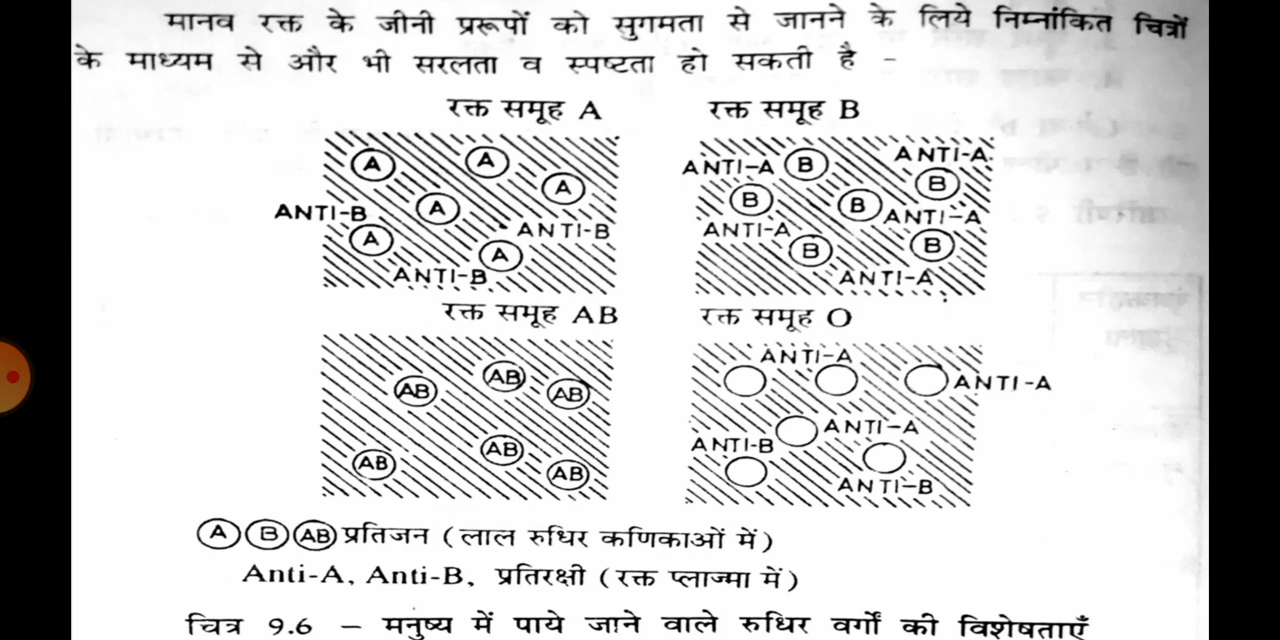 मानव रक्त के जीनी प्ररूपों को सुगमता से जानने के लिये निम्नांकित चित्रों
के माध्यम से और भी सरलता व स्पष्टता हो सकती है –
रक्त समूह A
रक्त समूह B
A
A
A
A
ANTI-B
A
ANTI-B
A
ANTI-B
ANTI-A
B
ANTI-A
B
B
B
ANTI-A
ANTI-A
B
B
ANTI-A
रक्त समूह AB
रक्त समूह O
AB
AB
AB
AB
AB
AB
ANTI-A
ANTI-A
ANTI-A
ANTI-B
ANTI-B
A B AB प्रतिजन (लाल रुधिर कणिकाओं में)
Anti-A, Anti-B, प्रतिरक्षी (रक्त प्लाज्मा में)
चित्र 9.6 – मनुष्य में पाये जाने वाले रुधिर वर्गों की विशेषताएँ